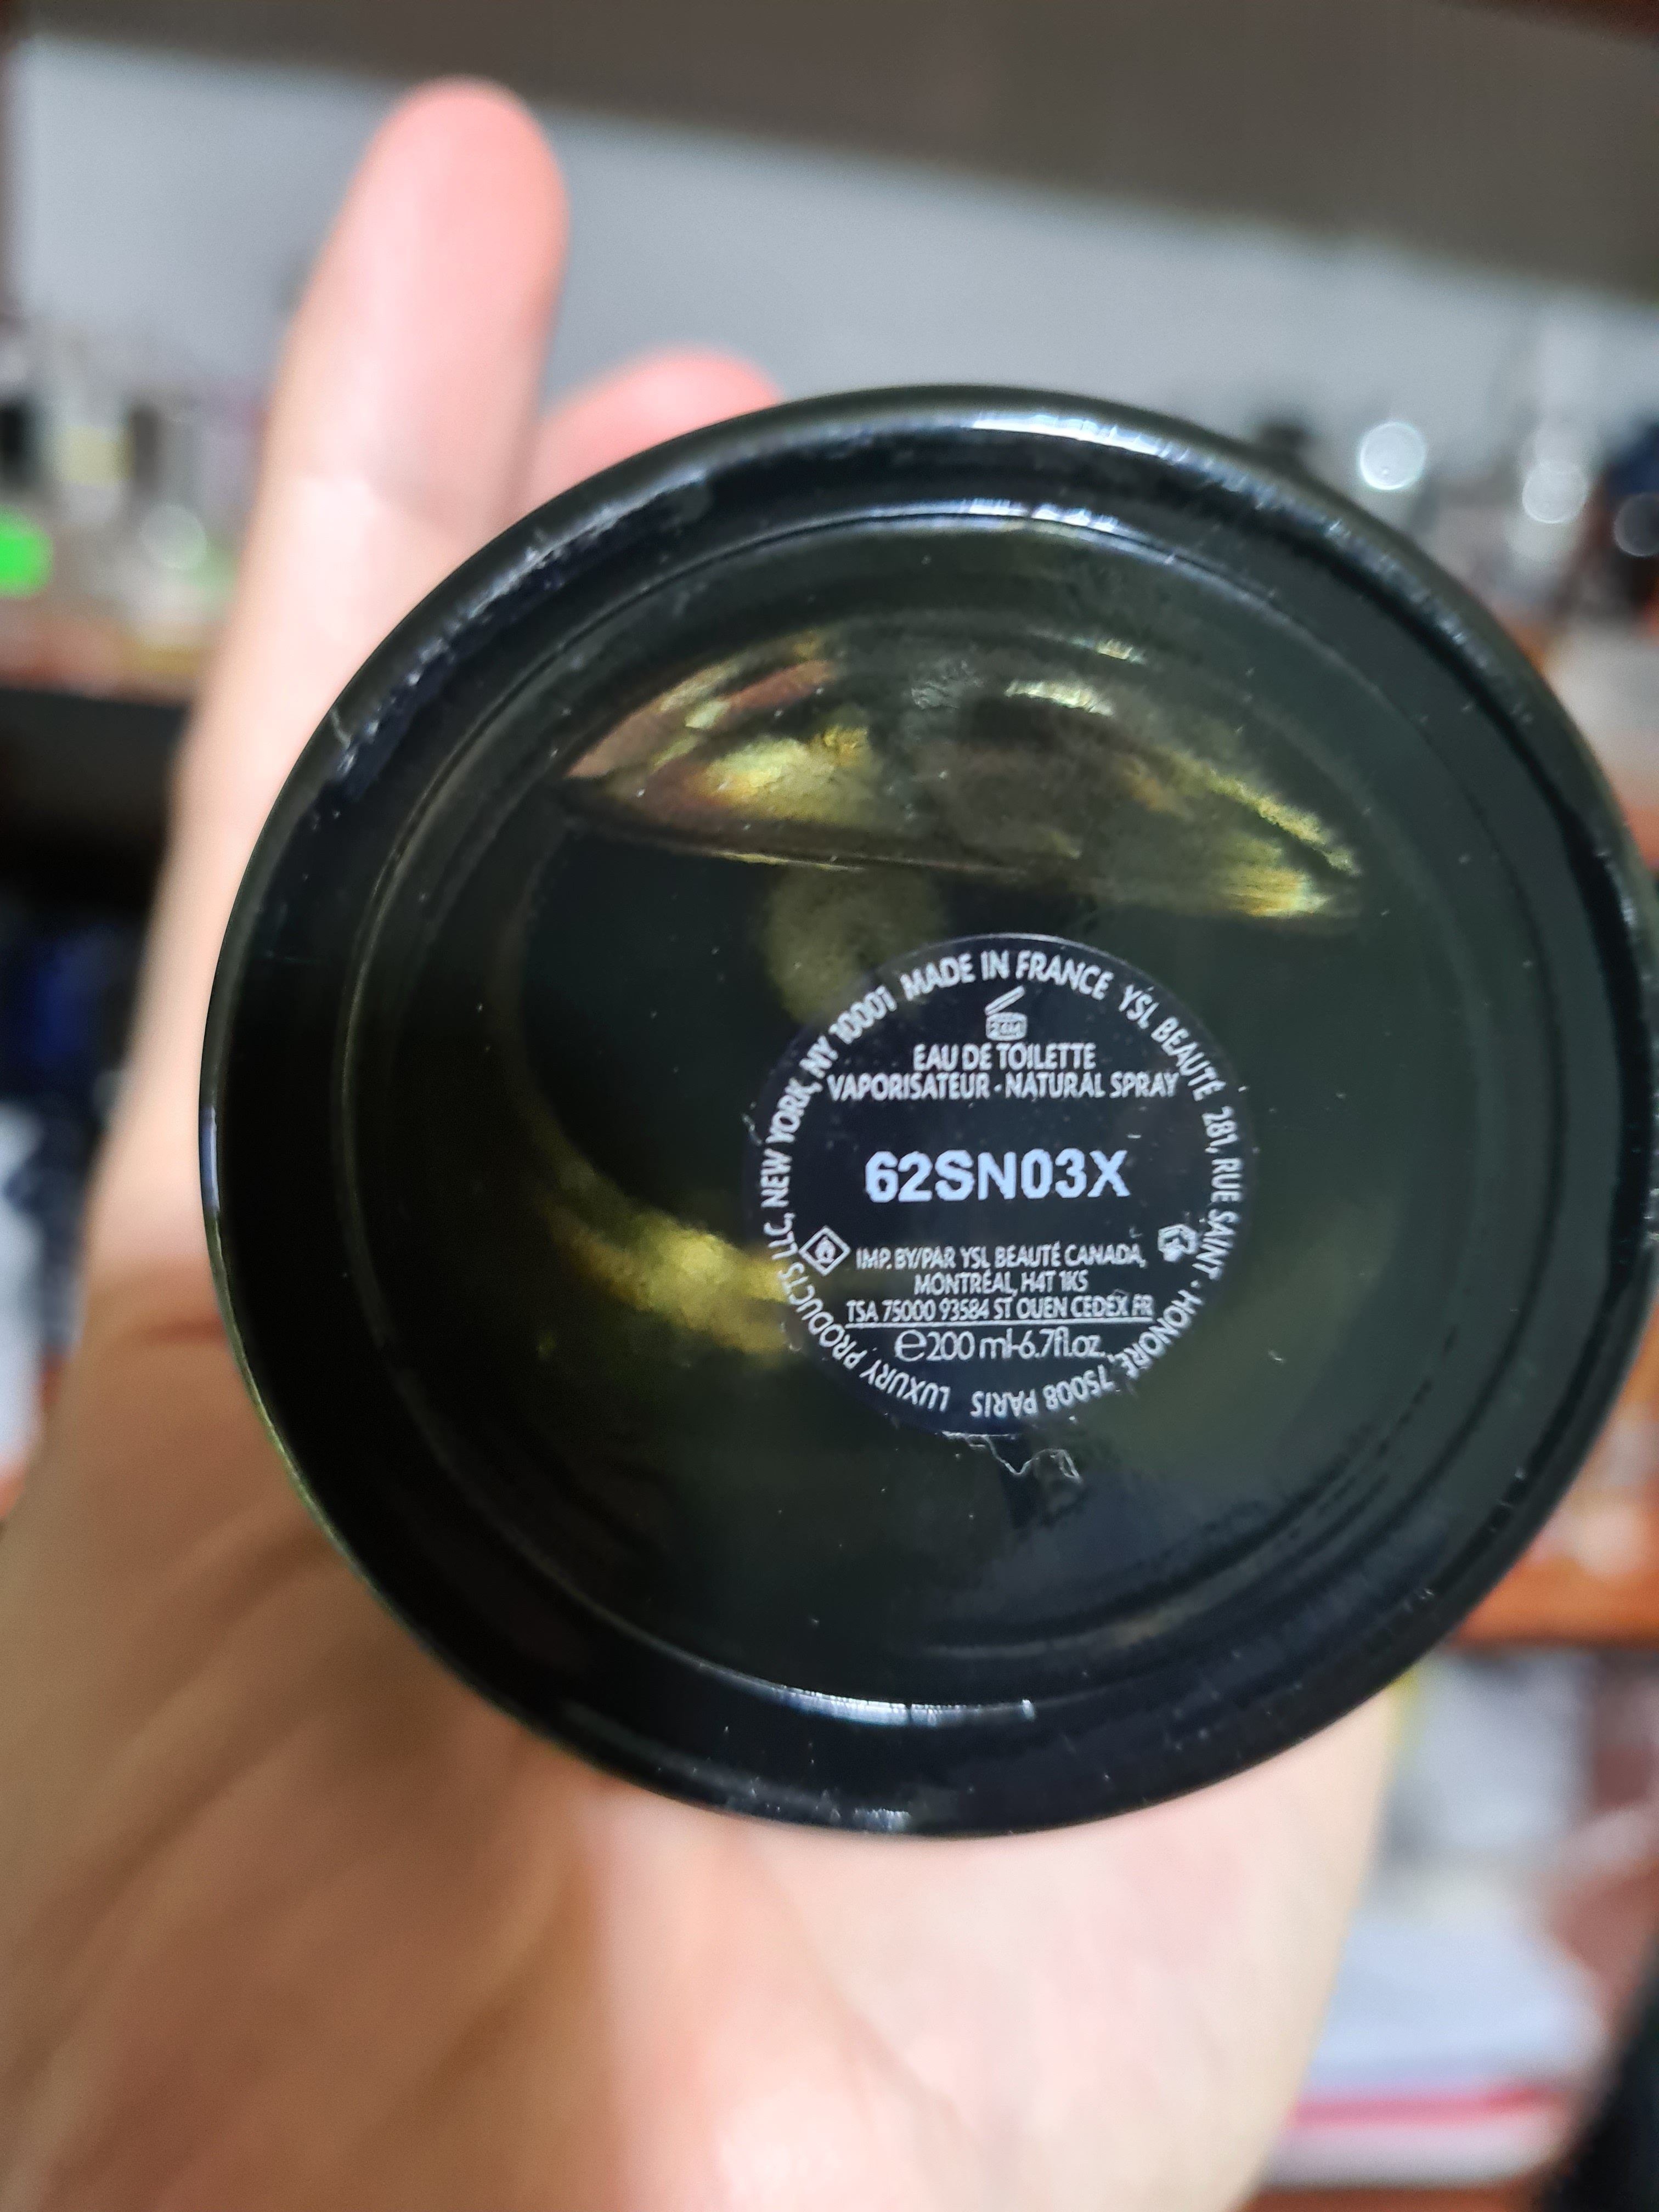 MADE IN FRANCE YSL BEAUTÉ 281, RUE SAINT - HONORÉ, 75008 PARIS LUXURY PRODUCTS LLC, NEW YORK, NY 10001
24M
EAU DE TOILETTE
VAPORISATEUR - NATURAL SPRAY
62SN03X
IMP. BY/PAR YSL BEAUTÉ CANADA,
MONTRÉAL, H4T 1K5
TSA 75000 93584 ST OUEN CEDEX FR
℮200 ml-6.7fl.oz.